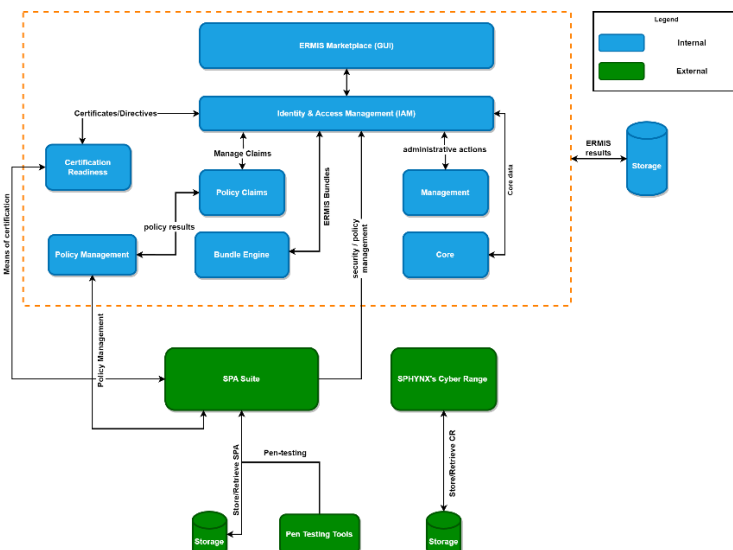 Legend
Internal
External
ERMIS Marketplace (GUI)
Identity & Access Management (IAM)
Certificates/Directives
Certification
Readiness
Manage Claims
Policy Claims
ERMIS Bundles
security / policy
management
administrative actions
Management
Core data
ERMIS
results
Storage
Means of certification
policy results
Policy Management
Bundle Engine
Core
Policy Management
SPA Suite
SPHYNX's Cyber Range
Store/Retrieve SPA
Pen-testing
Store/Retrieve CR
Storage
Pen Testing Tools
Storage